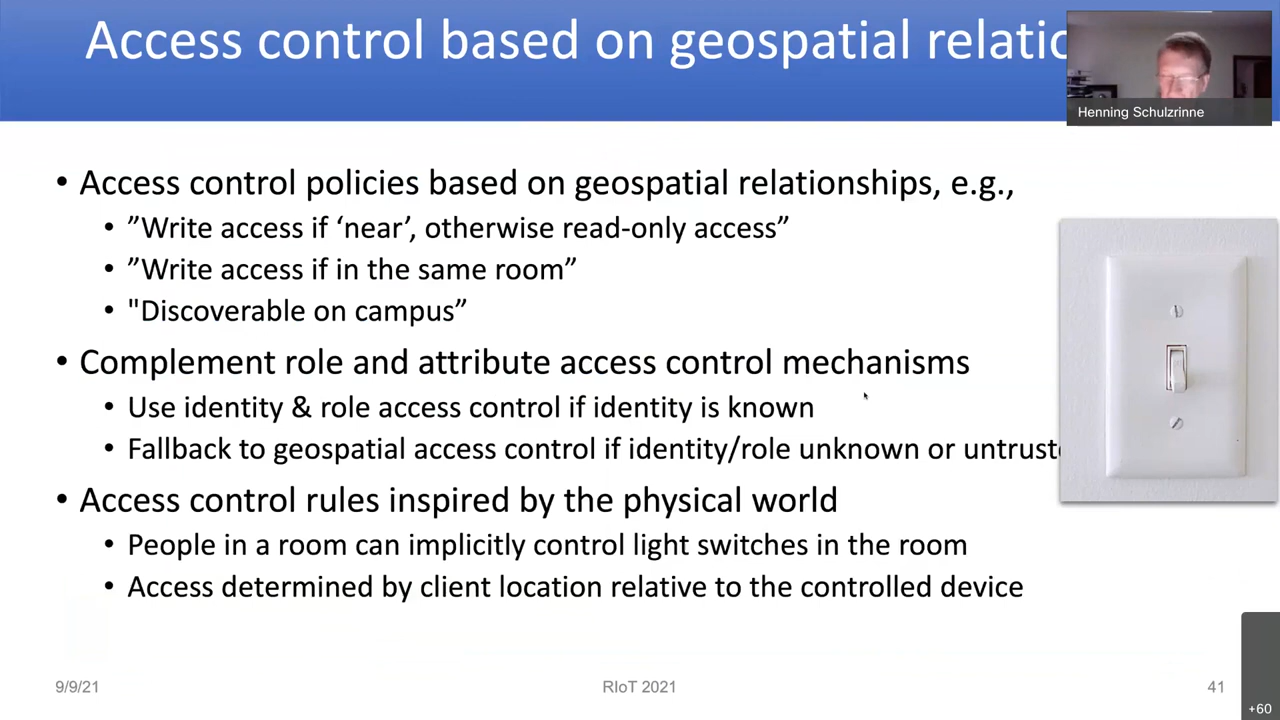 Access control based on geospatial
Henning Schulzrinne
• Access control policies based on geospatial relationships, e.g.,
• ”Write access if ‘near’, otherwise read-only access”
• ”Write access if in the same room”
• "Discoverable on campus”
• Complement role and attribute access control mechanisms
• Use identity & role access control if identity is known
• Fallback to geospatial access control if identity/role unknown or
• Access control rules inspired by the physical world
• People in a room can implicitly control light switches in the room
• Access determined by client location relative to the controlled device
9/9/21
RIoT 2021
41
+60